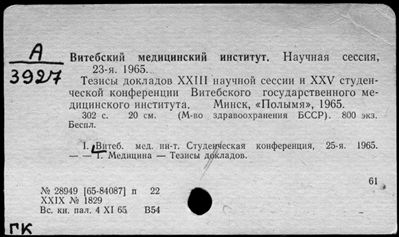 А
3927
Витебский медицинский институт. Научная сессия,
23-я. 1965.
Тезисы докладов XXIII научной сессии и XXV студен-
ческой конференции Витебского государственного ме-
дицинского института. Минск, «Полымя», 1965.
302 с. 20 см. (М-во здравоохранения БССР). 800 экз.
Беспл.
I. Витеб. мед. ин-т. Студенческая конференция, 25-я. 1965.
— — 1. Медицина — Тезисы докладов.
61
№ 28949 [65-84087] п 22
XXIX № 1829
Вс. кн. пал. 4 XI 65 В54
ГК